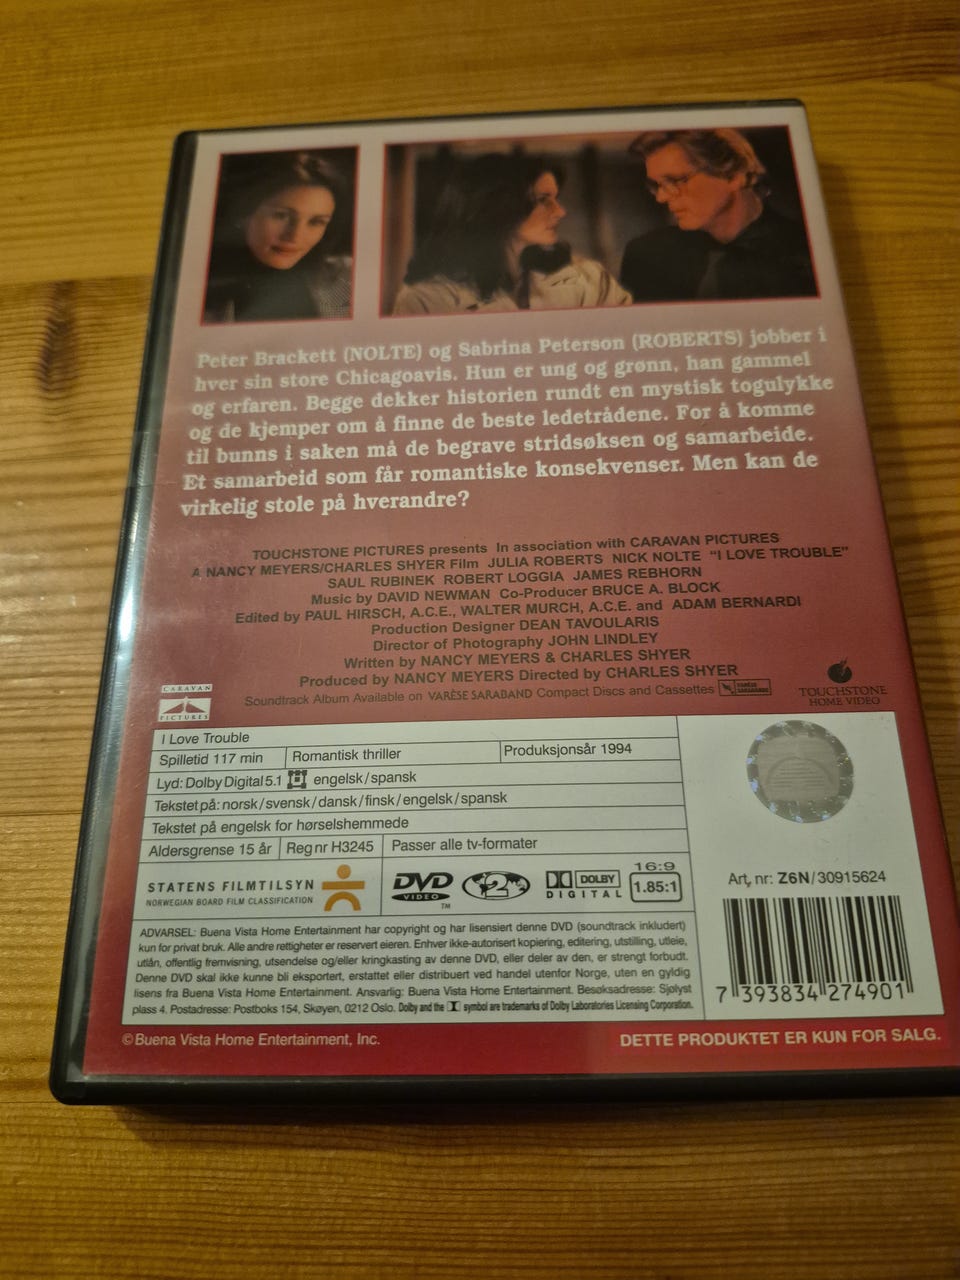 Peter Brackett (NOLTE) og Sabrina Peterson (ROBERTS) jobber i
hver sin store Chicagoavis. Hun er ung og grønn, han gammel
og erfaren. Begge dekker historien rundt en mystisk togulykke
og de kjemper om å finne de beste ledetrådene. For å komme
til bunns i saken må de begrave stridsøksen og samarbeide.
Et samarbeid som får romantiske konsekvenser. Men kan de
virkelig stole på hverandre?
TOUCHSTONE PICTURES presents In association with CARAVAN PICTURES
A NANCY MEYERS/CHARLES SHYER Film JULIA ROBERTS NICK NOLTE "I LOVE TROUBLE"
SAUL RUBINEK ROBERT LOGGIA JAMES REBHORN
Music by DAVID NEWMAN Co-Producer BRUCE A. BLOCK
Edited by PAUL HIRSCH, A.C.E., WALTER MURCH, A.C.E. and ADAM BERNARDI
Production Designer DEAN TAVOULARIS
Director of Photography JOHN LINDLEY
Written by NANCY MEYERS & CHARLES SHYER
Produced by NANCY MEYERS Directed by CHARLES SHYER
Soundtrack Album Available on VARÈSE SARABAND Compact Discs and Cassettes VARÈSE SARABANDE
CARAVAN
PICTURES
TOUCHSTONE
HOME VIDEO
I Love Trouble
Spilletid 117 min Romantisk thriller Produksjonsår 1994
Lyd: Dolby Digital 5.1 engelsk/spansk
Tekstet på: norsk/svensk/dansk/finsk/engelsk/spansk
Tekstet på engelsk for hørselshemmede
Aldersgrense 15 år Reg nr H3245 Passer alle tv-formater
STATENS FILMTILSYN
NORWEGIAN BOARD FILM CLASSIFICATION
DVD VIDEO TM 2 DOLBY DIGITAL 16:9 1.85:1
Art, nr: Z6N/30915624
ADVARSEL: Buena Vista Home Entertainment har copyright og har lisensiert denne DVD (soundtrack inkludert)
kun for privat bruk. Alle andre rettigheter er reservert eieren. Enhver ikke-autorisert kopiering, editering, utstilling, utleie,
utlån, offentlig fremvisning, utsendelse og/eller kringkasting av denne DVD, eller deler av den, er strengt forbudt.
Denne DVD skal ikke kunne bli eksportert, erstattet eller distribuert ved handel utenfor Norge, uten en gyldig
lisens fra Buena Vista Home Entertainment. Ansvarlig: Buena Vista Home Entertainment. Besøksadresse: Sjølyst
plass 4. Postadresse: Postboks 154, Skøyen, 0212 Oslo. Dolby and the symbol are trademarks of Dolby Laboratories Licensing Corporation.
7 393834 274901
©Buena Vista Home Entertainment, Inc.
DETTE PRODUKTET ER KUN FOR SALG.